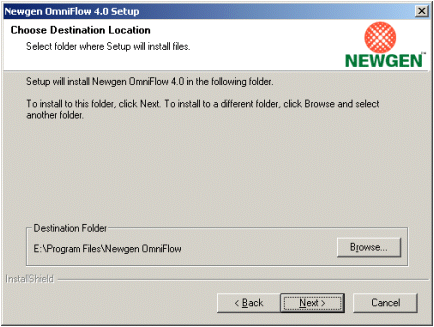 Newgen OmniFlow 4.0 Setup
Choose Destination Location
Select folder where Setup will install files.
NEWGEN
Setup will install Newgen OmniFlow 4.0 in the following folder.
To install to this folder, click Next. To install to a different folder, click Browse and select
another folder.
Destination Folder
E:\Program Files\Newgen OmniFlow
Browse...
InstallShield
< Back
Next >
Cancel